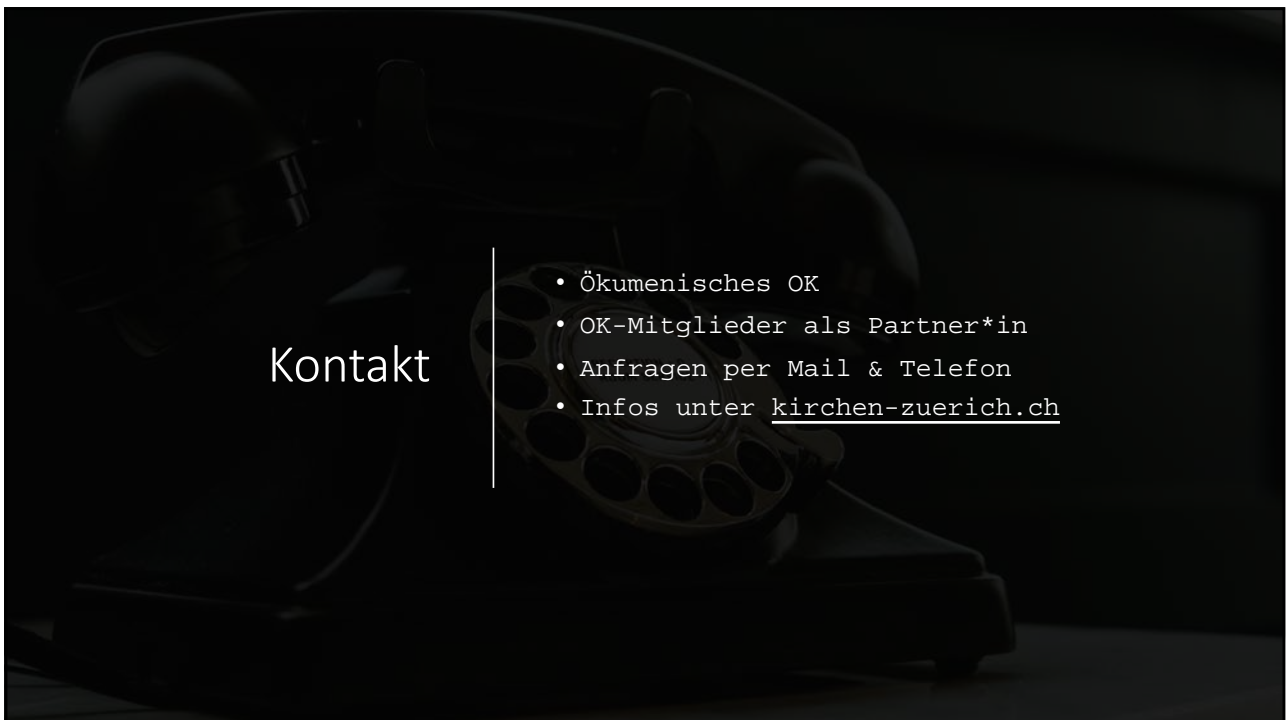 Kontakt
• Ökumenisches OK
• OK-Mitglieder als Partner*in
• Anfragen per Mail & Telefon
• Infos unter kirchen-zuerich.ch